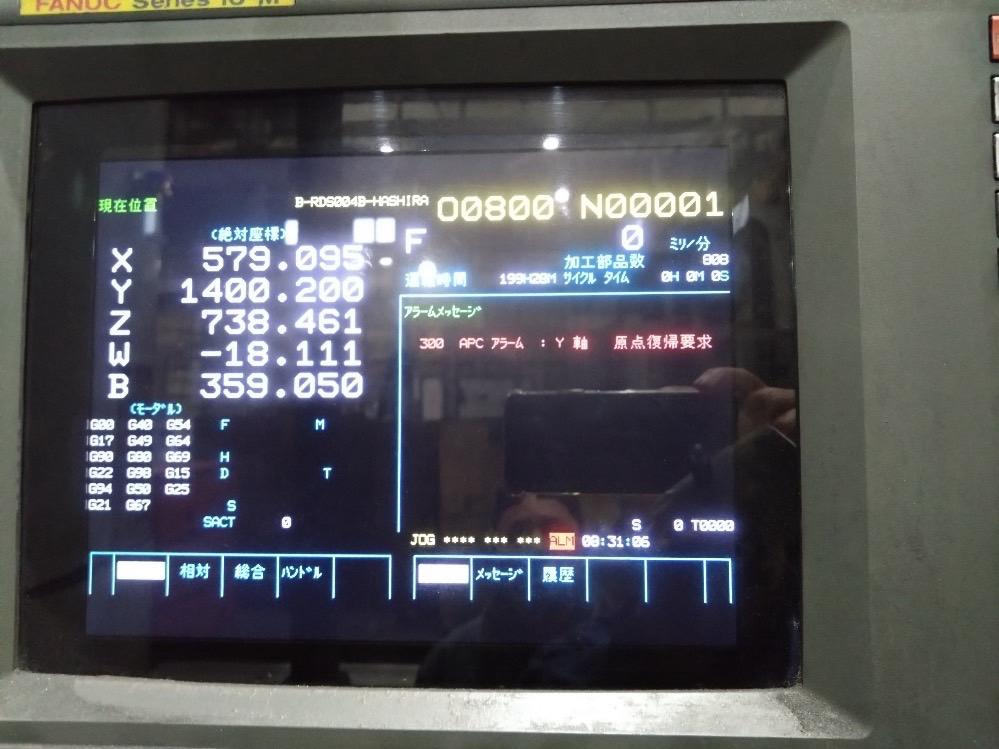 FANUC Series
現在位置
B-RDS004B-HASHIRA O0800 N00001
(絶対座標)
F 0 ミリ/分
X 579.095
加工部品数 808
運転時間 199H28M サイクル タイム 0H 0M 0S
Y 1400.200
Z 738.461
W -18.111
B 359.050
アラームメッセージ
300 APC アラーム : Y 軸 原点復帰要求
(モーダル)
G00 G40 G54 F M
G17 G49 G64
G90 G80 G69 H
G22 G98 G15 D T
G94 G50 G25
G21 G67 S
SACT 0
S 0 T0000
JOG **** *** *** ALM 08:31:06
相対 総合 ハンドル
メッセージ 履歴